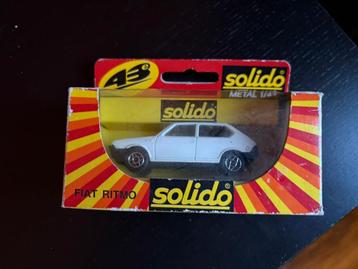 43e
solido
METAL 1/43
solido
FIAT RITMO
solido